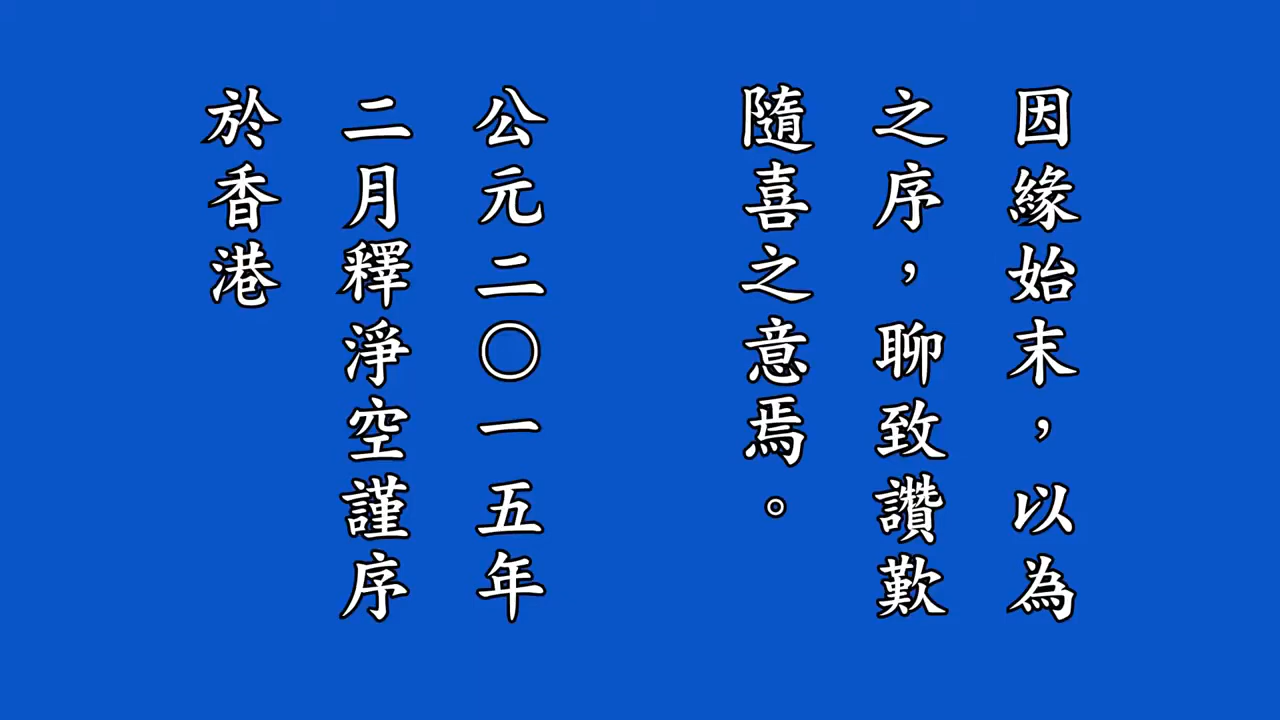 因緣始末，以為
之序，聊致讚歎
隨喜之意焉。
公元二〇一五年
二月釋淨空謹序
於香港